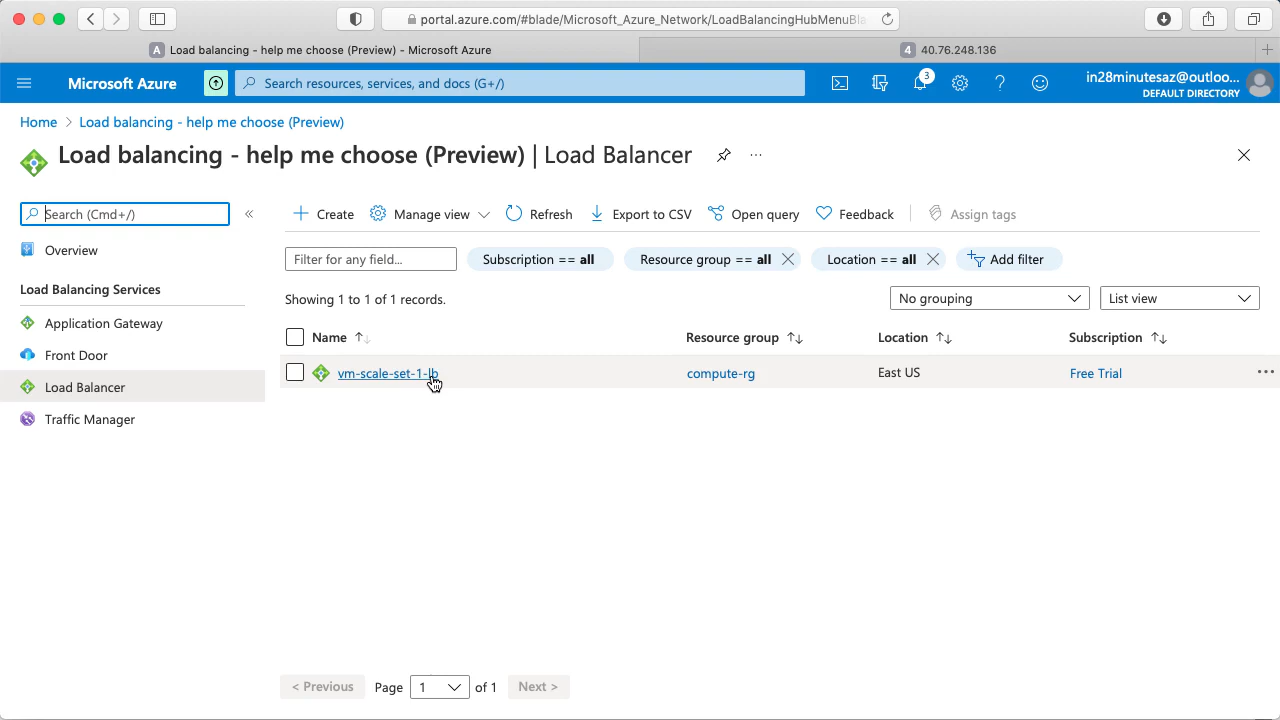 portal.azure.com/#blade/Microsoft_Azure_Network/LoadBalancingHubMenuBla
A Load balancing - help me choose (Preview) - Microsoft Azure
4 40.76.248.136
Microsoft Azure
Search resources, services, and docs (G+/)
3
in28minutesaz@outloo...
DEFAULT DIRECTORY
Home > Load balancing - help me choose (Preview)
Load balancing - help me choose (Preview) | Load Balancer
Search (Cmd+/)
«
Create
Manage view
Refresh
Export to CSV
Open query
Feedback
Assign tags
Overview
Load Balancing Services
Application Gateway
Front Door
Load Balancer
Traffic Manager
Filter for any field...
Subscription == all
Resource group == all
Location == all
Add filter
Showing 1 to 1 of 1 records.
No grouping
List view
Name
Resource group
Location
Subscription
vm-scale-set-1-lb
compute-rg
East US
Free Trial
< Previous
Page 1 of 1
Next >